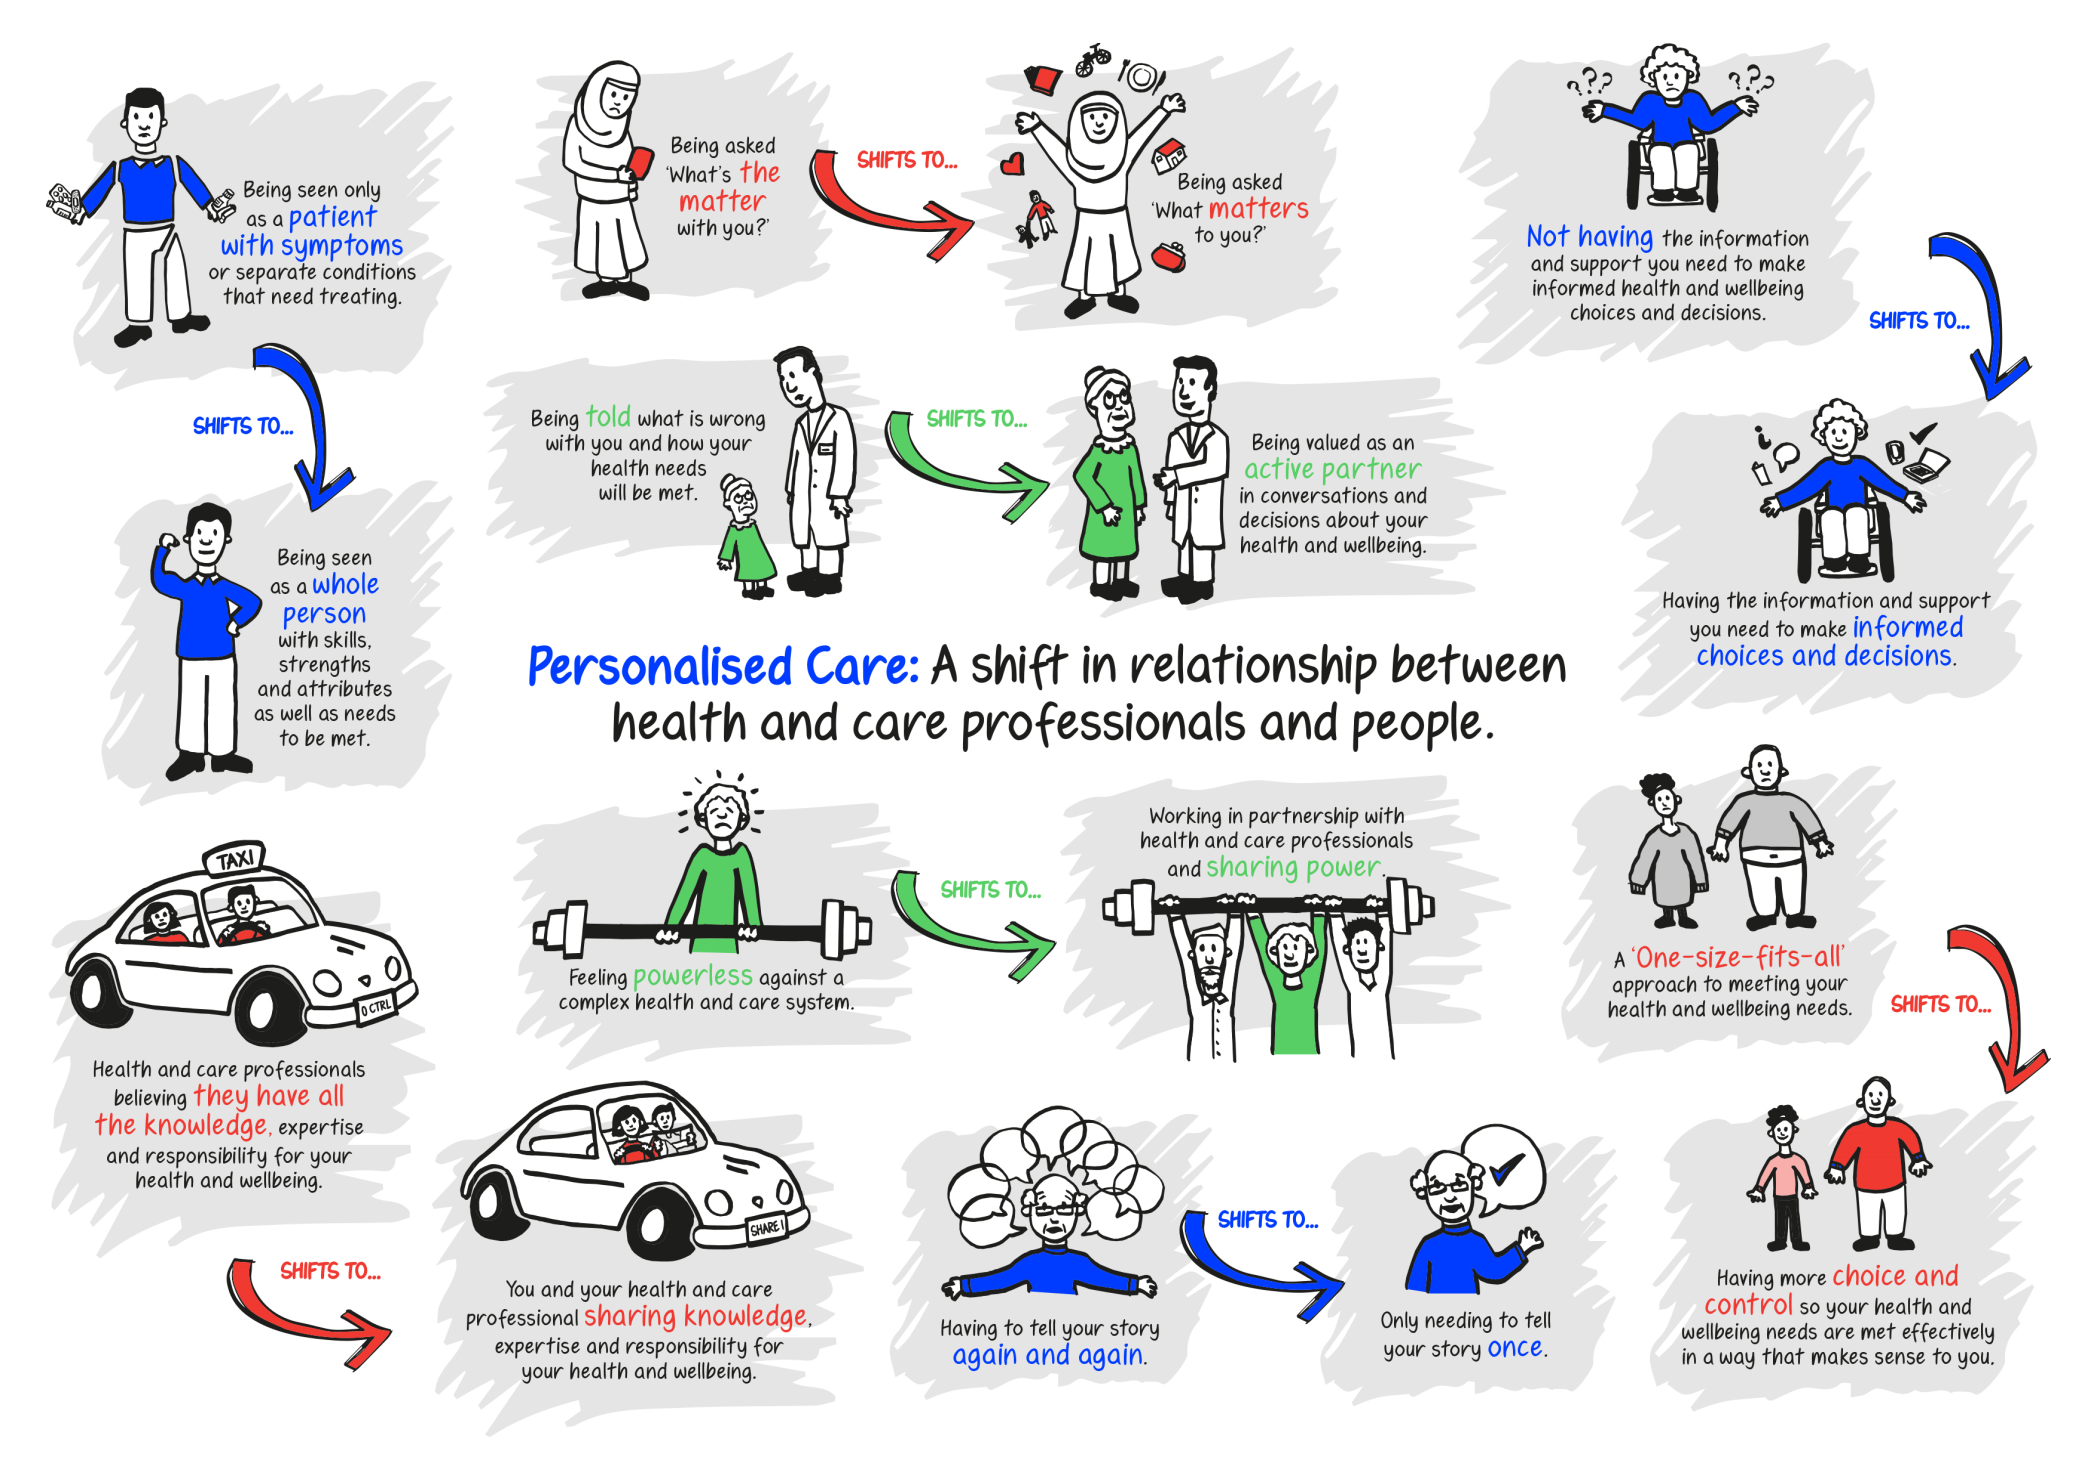 Being seen only
as a patient
with symptoms
or separate conditions
that need treating.
SHIFTS TO...
Being seen
as a whole
person
with skills,
strengths
and attributes
as well as needs
to be met.
Being asked
‘What’s the
matter
with you?’
SHIFTS TO...
Being asked
‘What matters
to you?’
Not having the information
and support you need to make
informed health and wellbeing
choices and decisions.
SHIFTS TO...
Having the information and support
you need to make informed
choices and decisions.
Being told what is wrong
with you and how your
health needs
will be met.
SHIFTS TO...
Being valued as an
active partner
in conversations and
decisions about your
health and wellbeing.
Personalised Care: A shift in relationship between
health and care professionals and people.
TAXI
0 CTRL
Health and care professionals
believing they have all
the knowledge, expertise
and responsibility for your
health and wellbeing.
SHIFTS TO...
SHARE 1
You and your health and care
professional sharing knowledge,
expertise and responsibility for
your health and wellbeing.
Feeling powerless against a
complex health and care system.
SHIFTS TO...
Working in partnership with
health and care professionals
and sharing power.
Having to tell your story
again and again.
SHIFTS TO...
Only needing to tell
your story once.
A ‘One-size-fits-all’
approach to meeting your
health and wellbeing needs.
SHIFTS TO...
Having more choice and
control so your health and
wellbeing needs are met effectively
in a way that makes sense to you.
???
???
i